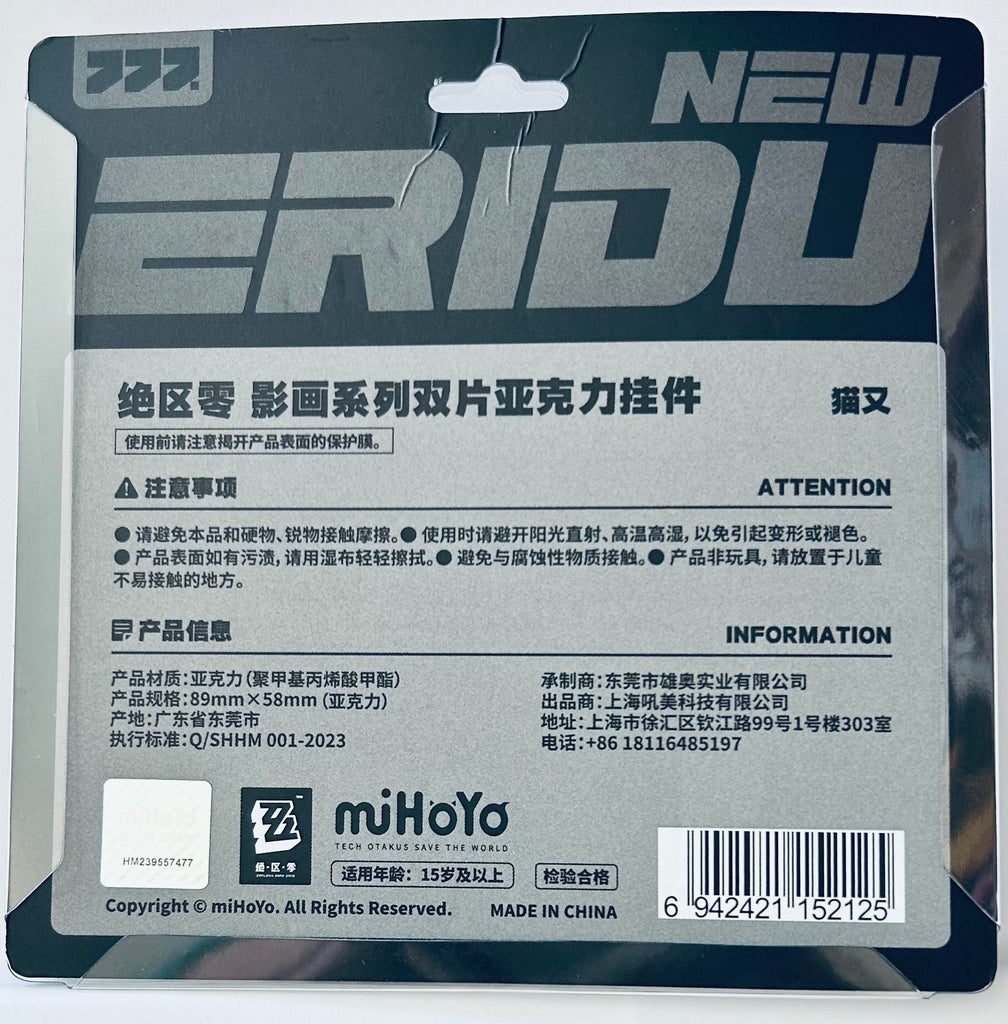 777.
NEW
ERIDU
绝区零 影画系列双片亚克力挂件 猫又
使用前请注意揭开产品表面的保护膜。
注意事项 ATTENTION
● 请避免本品和硬物、锐物接触摩擦。● 使用时请避开阳光直射、高温高湿，以免引起变形或褪色。
● 产品表面如有污渍，请用湿布轻轻擦拭。● 避免与腐蚀性物质接触。● 产品非玩具，请放置于儿童
不易接触的地方。
产品信息 INFORMATION
产品材质：亚克力（聚甲基丙烯酸甲酯）
产品规格：89mm×58mm（亚克力）
产地：广东省东莞市
执行标准：Q/SHHM 001-2023
承制商：东莞市雄奥实业有限公司
出品商：上海吼美科技有限公司
地址：上海市徐汇区钦江路99号1号楼303室
电话：+86 18116485197
HM239557477
绝·区·零
miHoYo
TECH OTAKUS SAVE THE WORLD
适用年龄：15岁及以上 检验合格
Copyright © miHoYo. All Rights Reserved. MADE IN CHINA
6 942421 152125